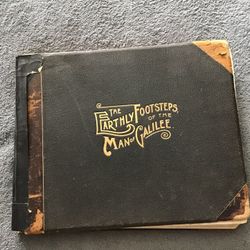 THE
EARTHLY FOOTSTEPS
OF THE
MAN OF GALILEE.